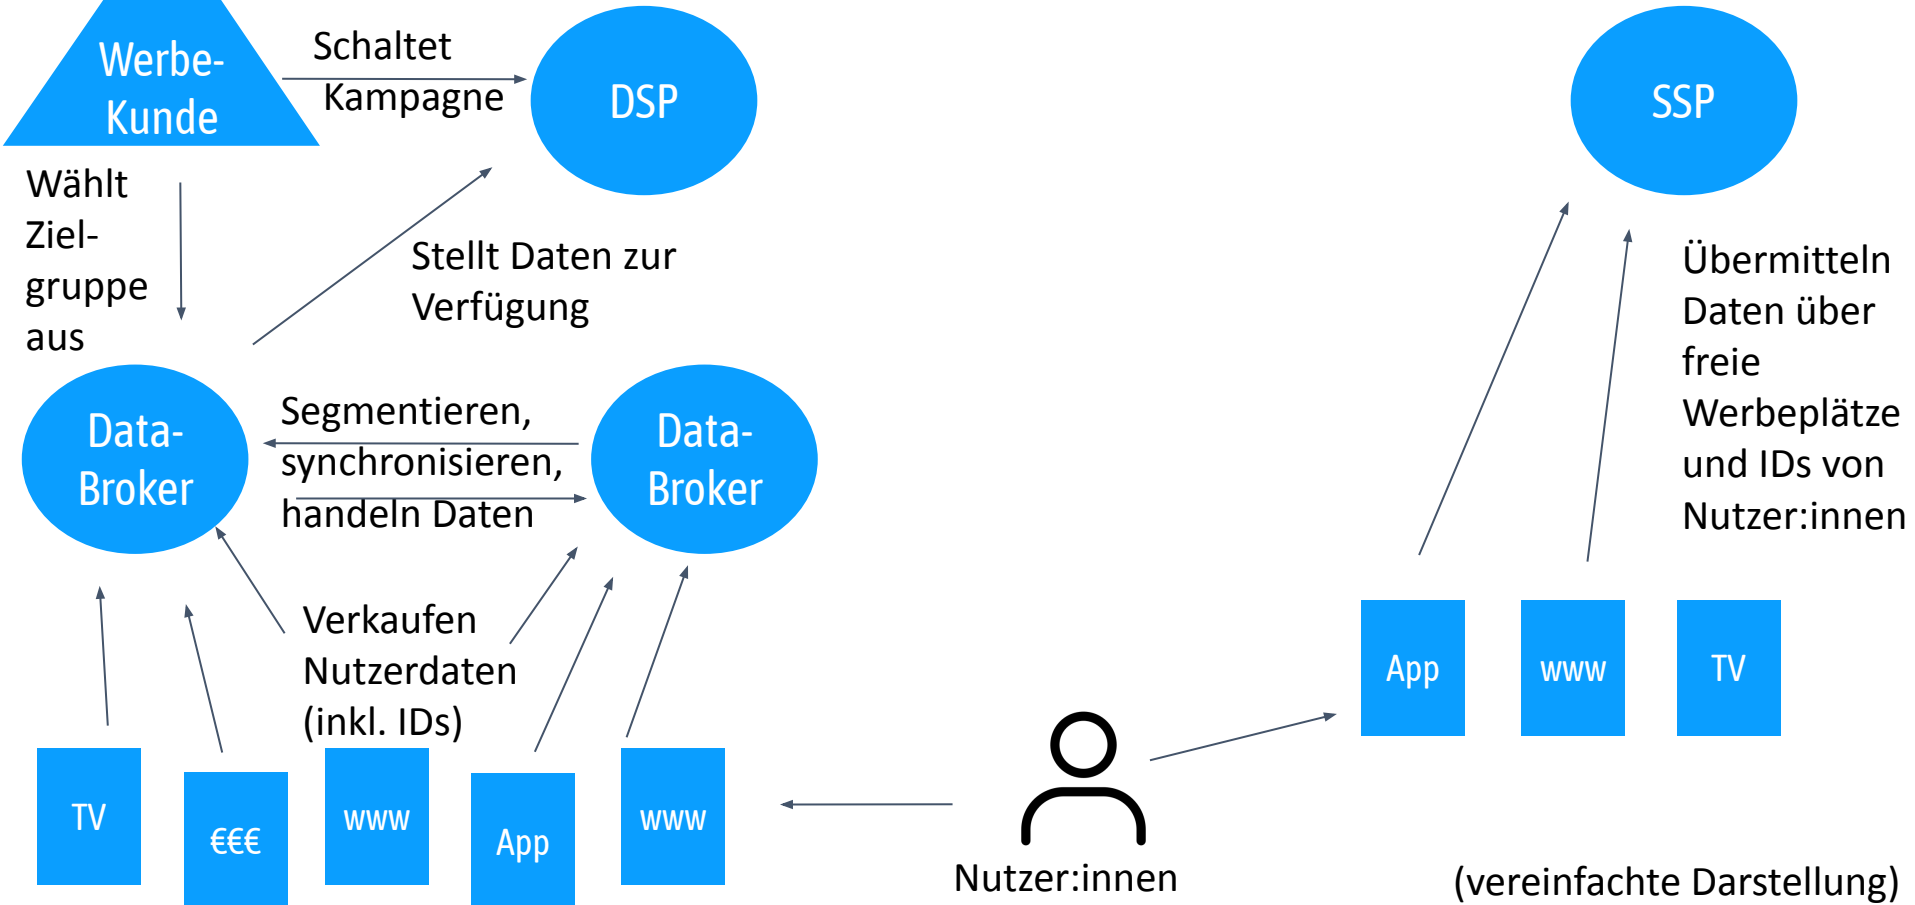 Werbe-
Kunde
Schaltet
Kampagne
DSP
SSP
Wählt
Ziel-
gruppe
aus
Stellt Daten zur
Verfügung
Übermitteln
Daten über
freie
Werbeplätze
und IDs von
Nutzer:innen
Data-
Broker
Segmentieren,
synchronisieren,
handeln Daten
Data-
Broker
Verkaufen
Nutzerdaten
(inkl. IDs)
App
www
TV
TV
€€€
www
App
www
Nutzer:innen
(vereinfachte Darstellung)